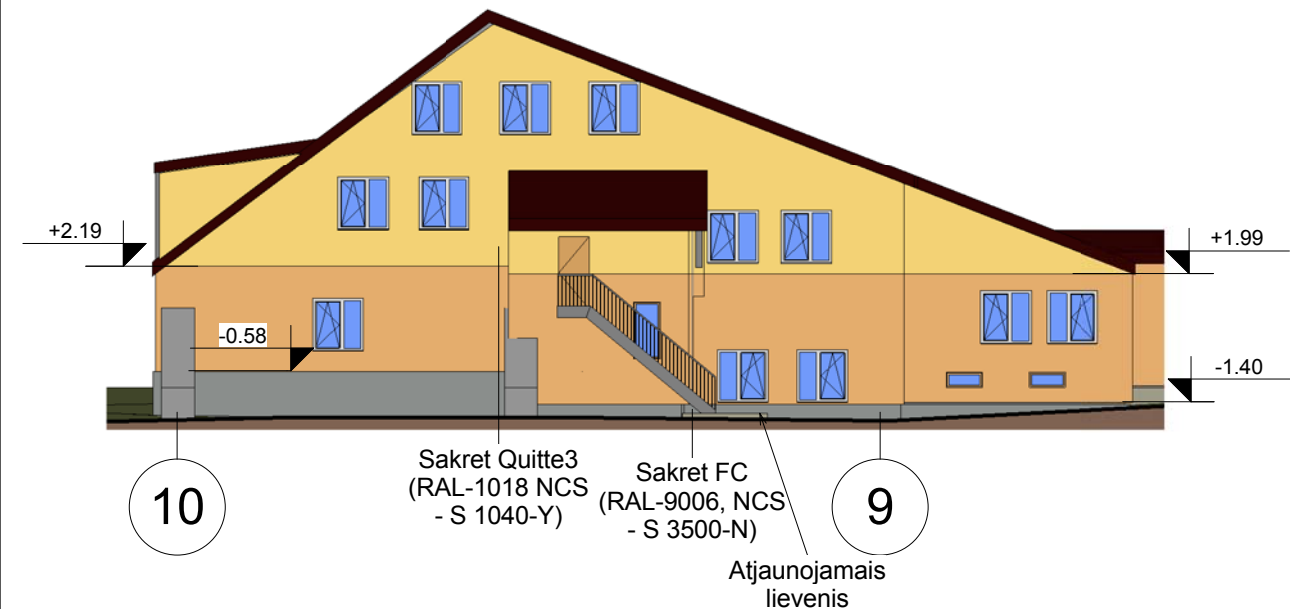 +2.19
+1.99
-0.58
-1.40
Sakret Quitte3
(RAL-1018 NCS
- S 1040-Y)
Sakret FC
(RAL-9006, NCS
- S 3500-N)
10
9
Atjaunojamais
lievenis